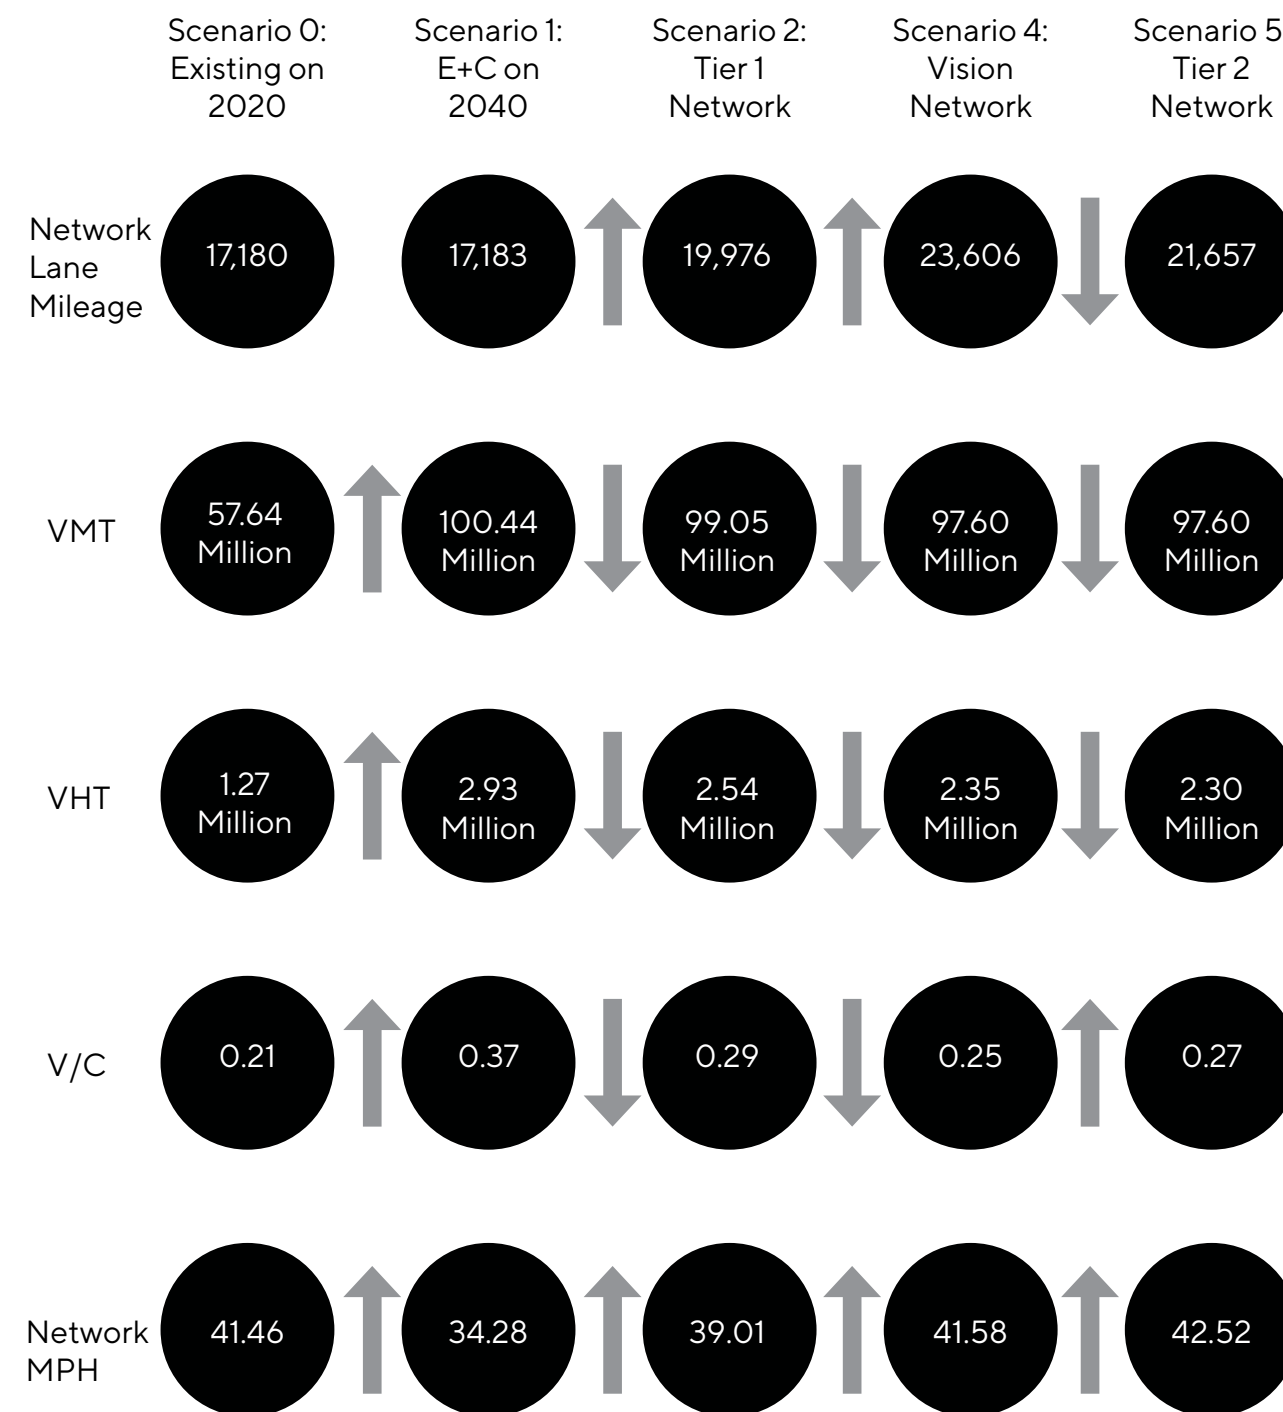 Scenario 0:
Existing on
2020
Scenario 1:
E+C on
2040
Scenario 2:
Tier 1
Network
Scenario 4:
Vision
Network
Scenario 5
Tier 2
Network
Network
Lane
Mileage
17,180
17,183
19,976
23,606
21,657
VMT
57.64
Million
100.44
Million
99.05
Million
97.60
Million
97.60
Million
VHT
1.27
Million
2.93
Million
2.54
Million
2.35
Million
2.30
Million
V/C
0.21
0.37
0.29
0.25
0.27
Network
MPH
41.46
34.28
39.01
41.58
42.52